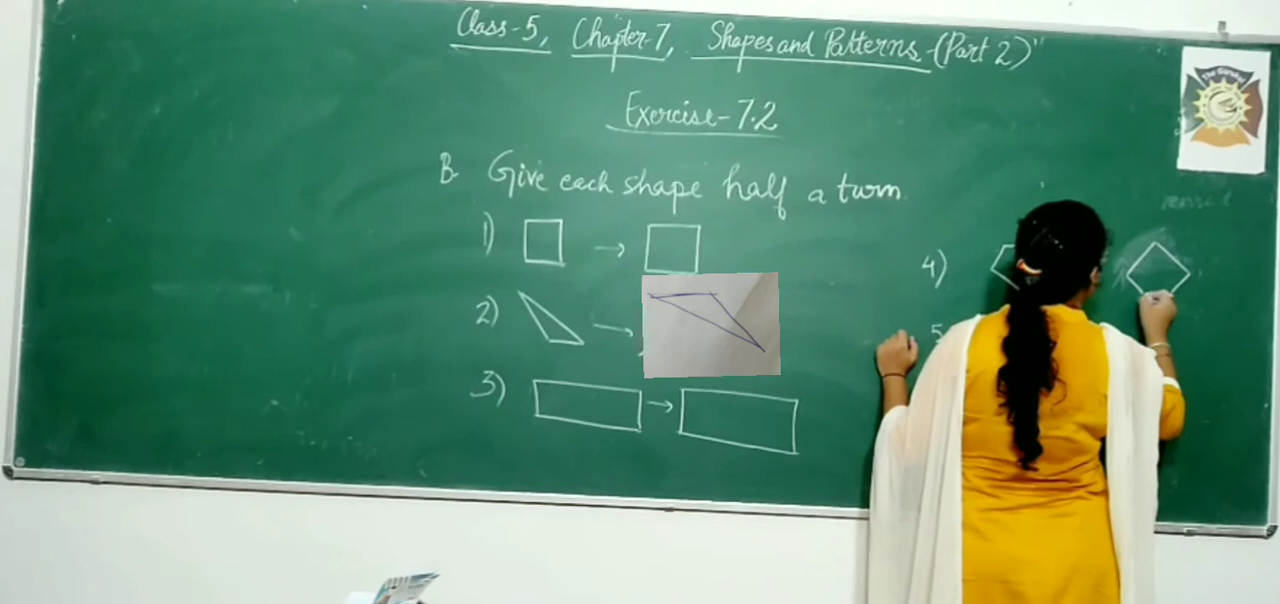 Class-5, Chapter-7, Shapes and Patterns-(Part 2)"
Exercise-7.2
B. Give each shape half a turn.
1) →
2) →
3) →
4)
5